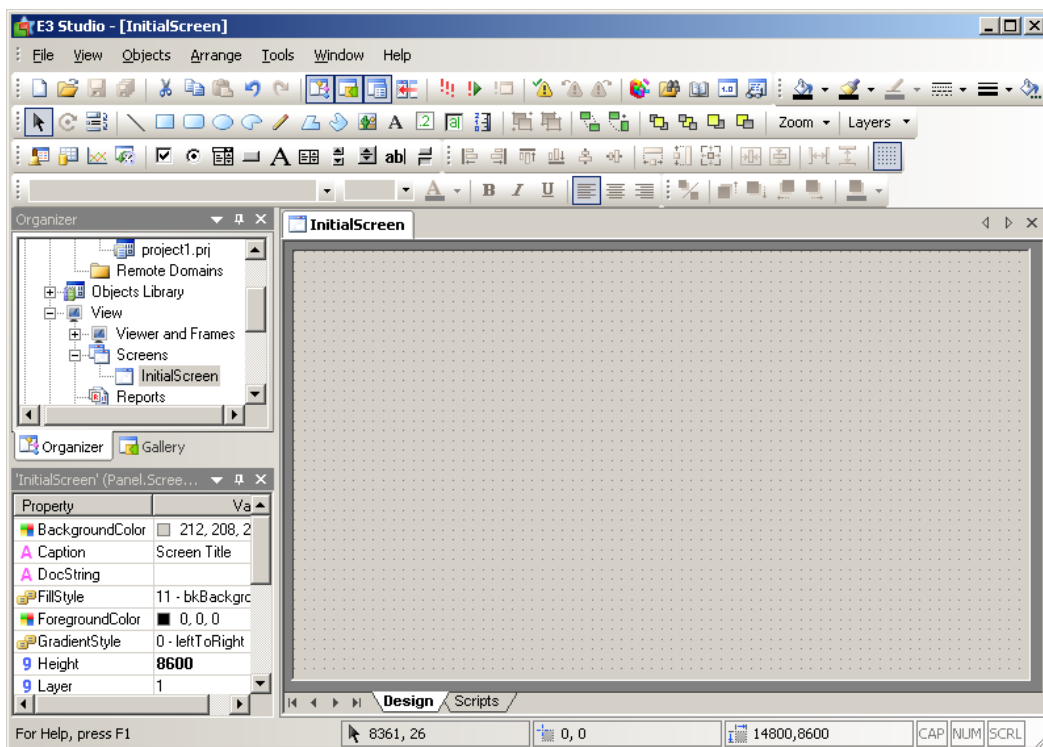 E3 Studio - [InitialScreen]
File View Objects Arrange Tools Window Help
Zoom Layers
A ab|
A B I U
Organizer
InitialScreen
project1.prj
Remote Domains
Objects Library
View
Viewer and Frames
Screens
InitialScreen
Reports
Organizer Gallery
'InitialScreen' (Panel.Scree...
Property Va
BackgroundColor 212, 208, 2
A Caption Screen Title
A DocString
FillStyle 11 - bkBackgrc
ForegroundColor 0, 0, 0
GradientStyle 0 - leftToRight
9 Height 8600
9 Layer 1
Design Scripts
For Help, press F1 8361, 26 0, 0 14800,8600 CAP NUM SCRL